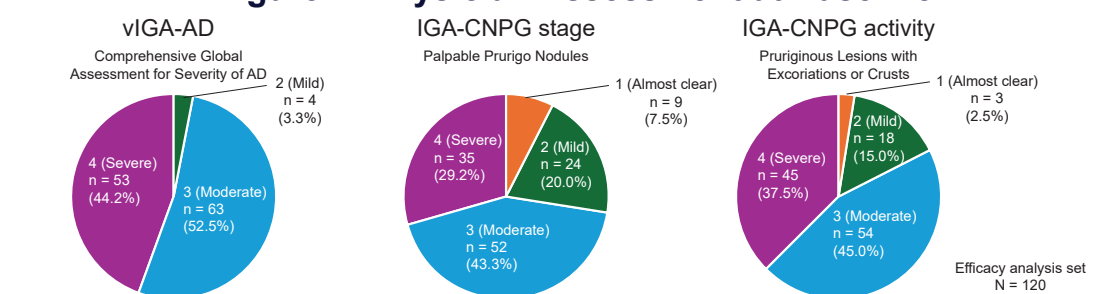 vIGA-AD
Comprehensive Global
Assessment for Severity of AD
2 (Mild)
n = 4
(3.3%)
4 (Severe)
n = 53
(44.2%)
3 (Moderate)
n = 63
(52.5%)
IGA-CNPG stage
Palpable Prurigo Nodules
1 (Almost clear)
n = 9
(7.5%)
4 (Severe)
n = 35
(29.2%)
2 (Mild)
n = 24
(20.0%)
3 (Moderate)
n = 52
(43.3%)
IGA-CNPG activity
Pruriginous Lesions with
Excoriations or Crusts
1 (Almost clear)
n = 3
(2.5%)
2 (Mild)
n = 18
(15.0%)
4 (Severe)
n = 45
(37.5%)
3 (Moderate)
n = 54
(45.0%)
Efficacy analysis set
N = 120